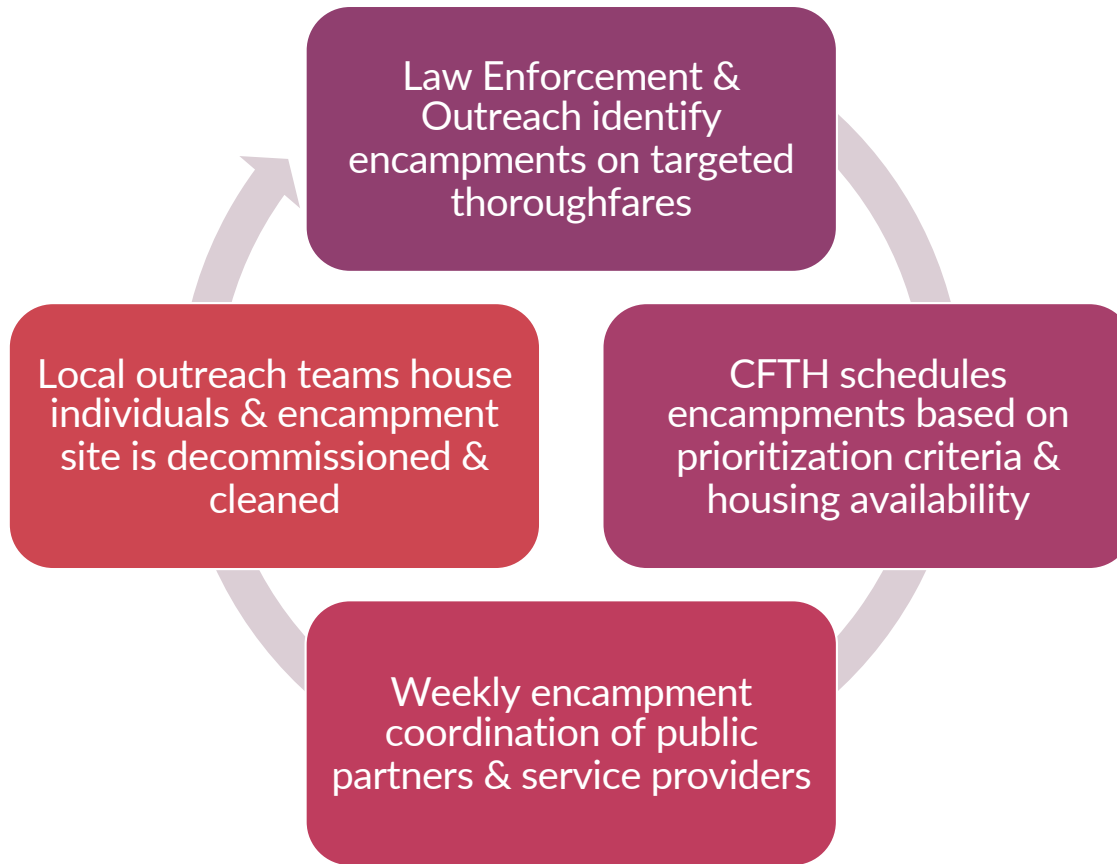 Law Enforcement &
Outreach identify
encampments on targeted
thoroughfares
CFTH schedules
encampments based on
prioritization criteria &
housing availability
Weekly encampment
coordination of public
partners & service providers
Local outreach teams house
individuals & encampment
site is decommissioned &
cleaned